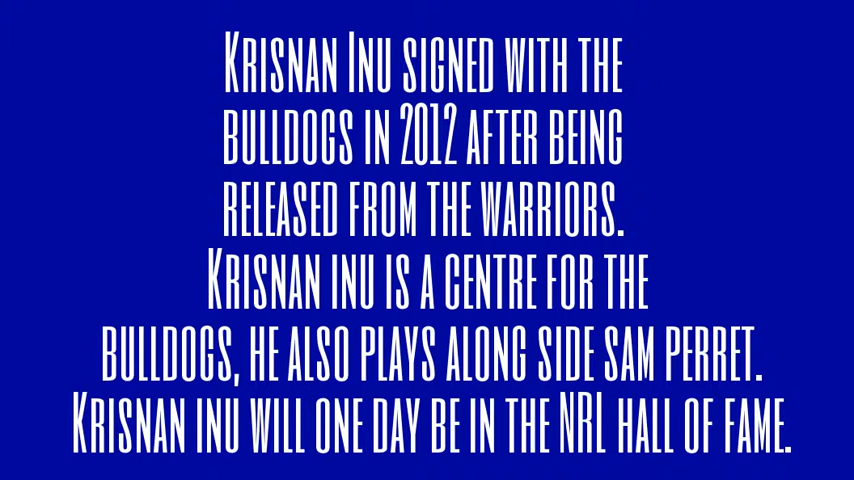 Krisnan Inu signed with the
bulldogs in 2012 after being
released from the warriors.
Krisnan inu is a centre for the
bulldogs, he also plays along side sam perret.
Krisnan inu will one day be in the NRL hall of fame.